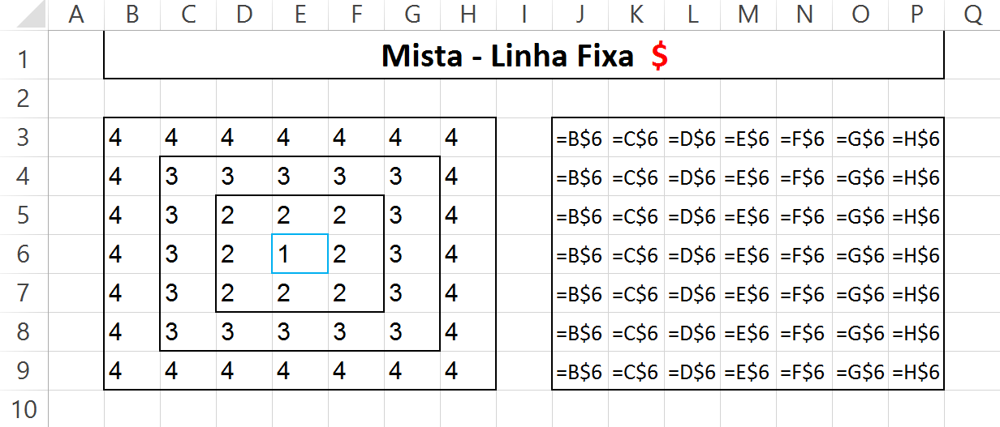 A B C D E F G H I J K L M N O P Q
1 Mista - Linha Fixa $
2
3 4 4 4 4 4 4 4 =B$6 =C$6 =D$6 =E$6 =F$6 =G$6 =H$6
4 4 3 3 3 3 3 4 =B$6 =C$6 =D$6 =E$6 =F$6 =G$6 =H$6
5 4 3 2 2 2 3 4 =B$6 =C$6 =D$6 =E$6 =F$6 =G$6 =H$6
6 4 3 2 1 2 3 4 =B$6 =C$6 =D$6 =E$6 =F$6 =G$6 =H$6
7 4 3 2 2 2 3 4 =B$6 =C$6 =D$6 =E$6 =F$6 =G$6 =H$6
8 4 3 3 3 3 3 4 =B$6 =C$6 =D$6 =E$6 =F$6 =G$6 =H$6
9 4 4 4 4 4 4 4 =B$6 =C$6 =D$6 =E$6 =F$6 =G$6 =H$6
10